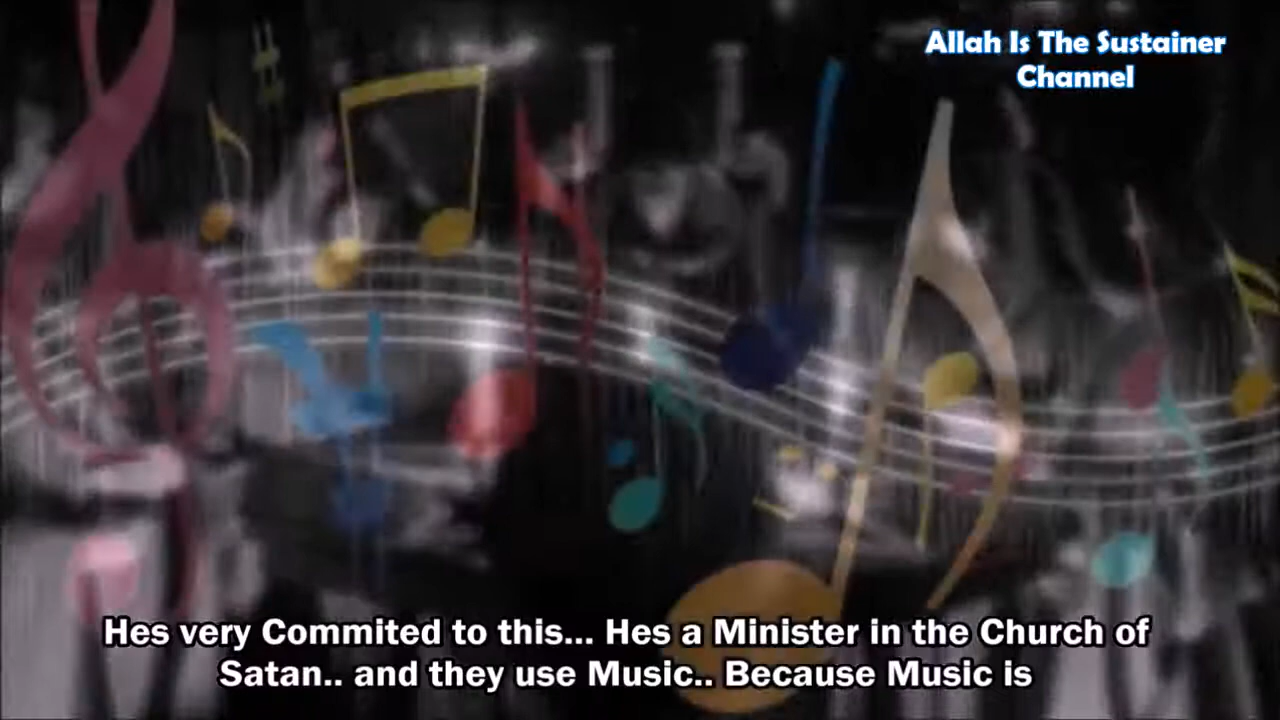 Allah Is The Sustainer
Channel
Hes very Commited to this... Hes a Minister in the Church of
Satan.. and they use Music.. Because Music is